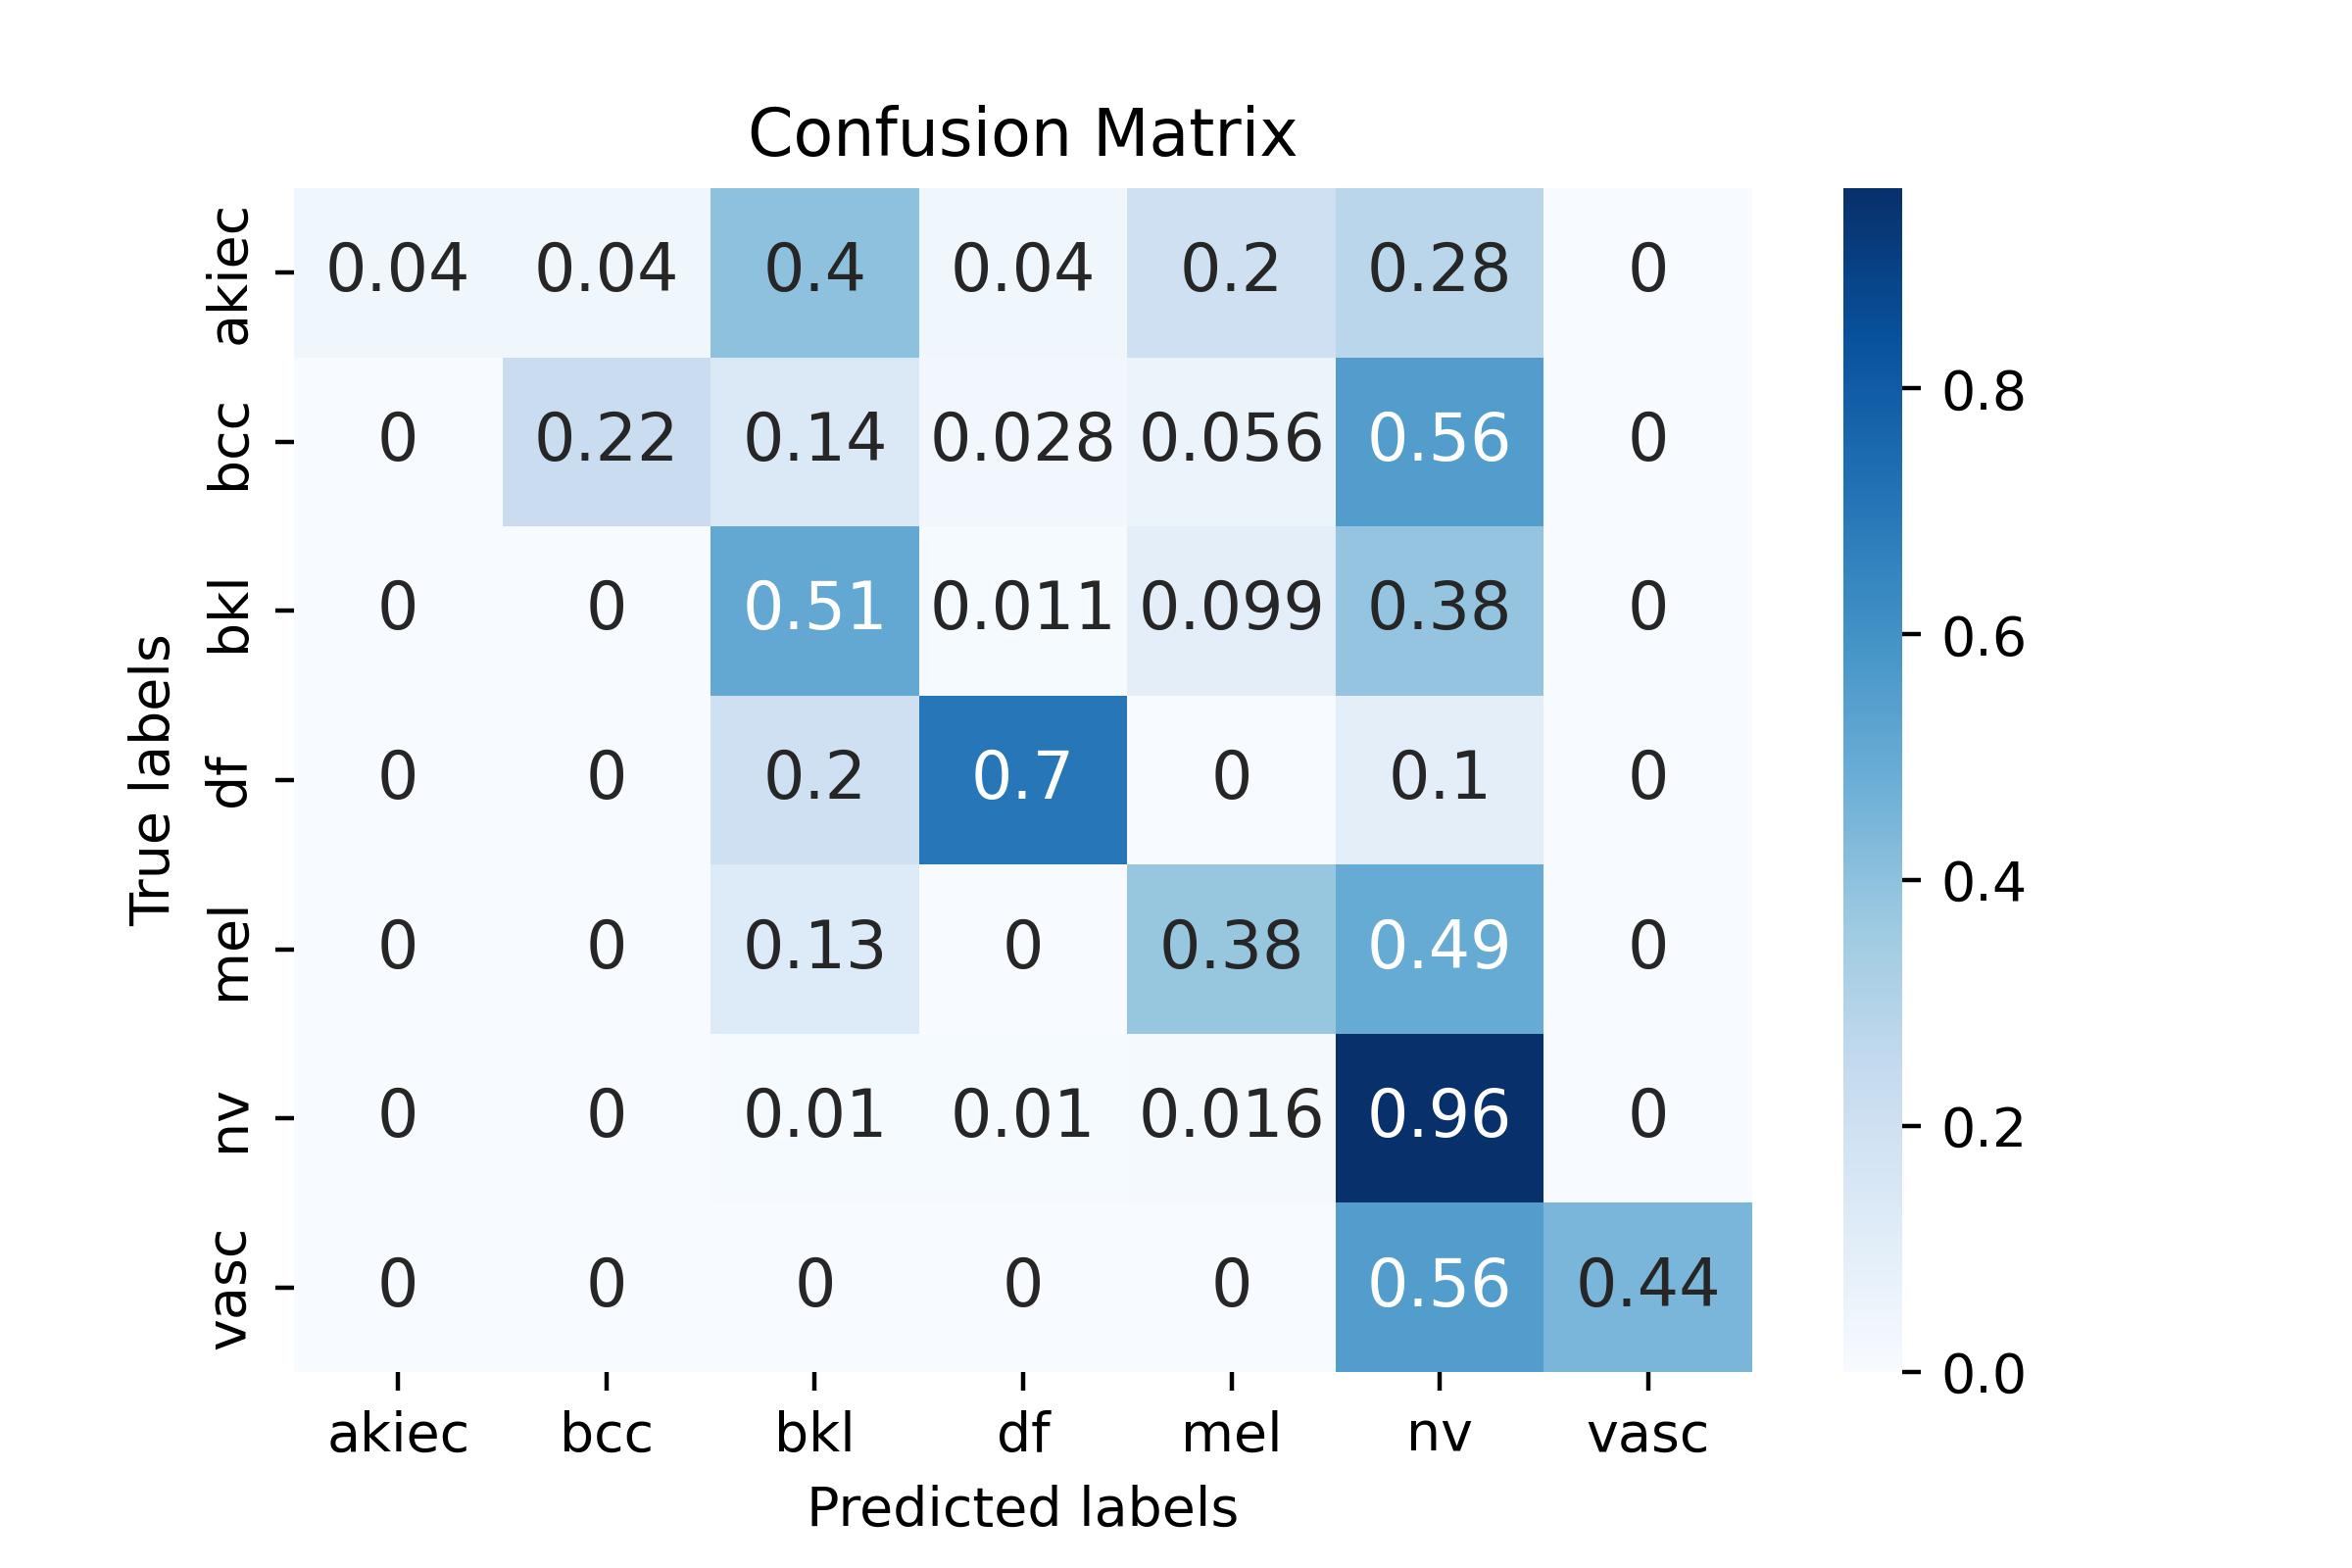 Confusion Matrix
akiec 0.04 0.04 0.4 0.04 0.2 0.28 0
bcc 0 0.22 0.14 0.028 0.056 0.56 0
bkl 0 0 0.51 0.011 0.099 0.38 0
df 0 0 0.2 0.7 0 0.1 0
mel 0 0 0.13 0 0.38 0.49 0
nv 0 0 0.01 0.01 0.016 0.96 0
vasc 0 0 0 0 0 0.56 0.44
akiec bcc bkl df mel nv vasc
Predicted labels
True labels
0.8
0.6
0.4
0.2
0.0